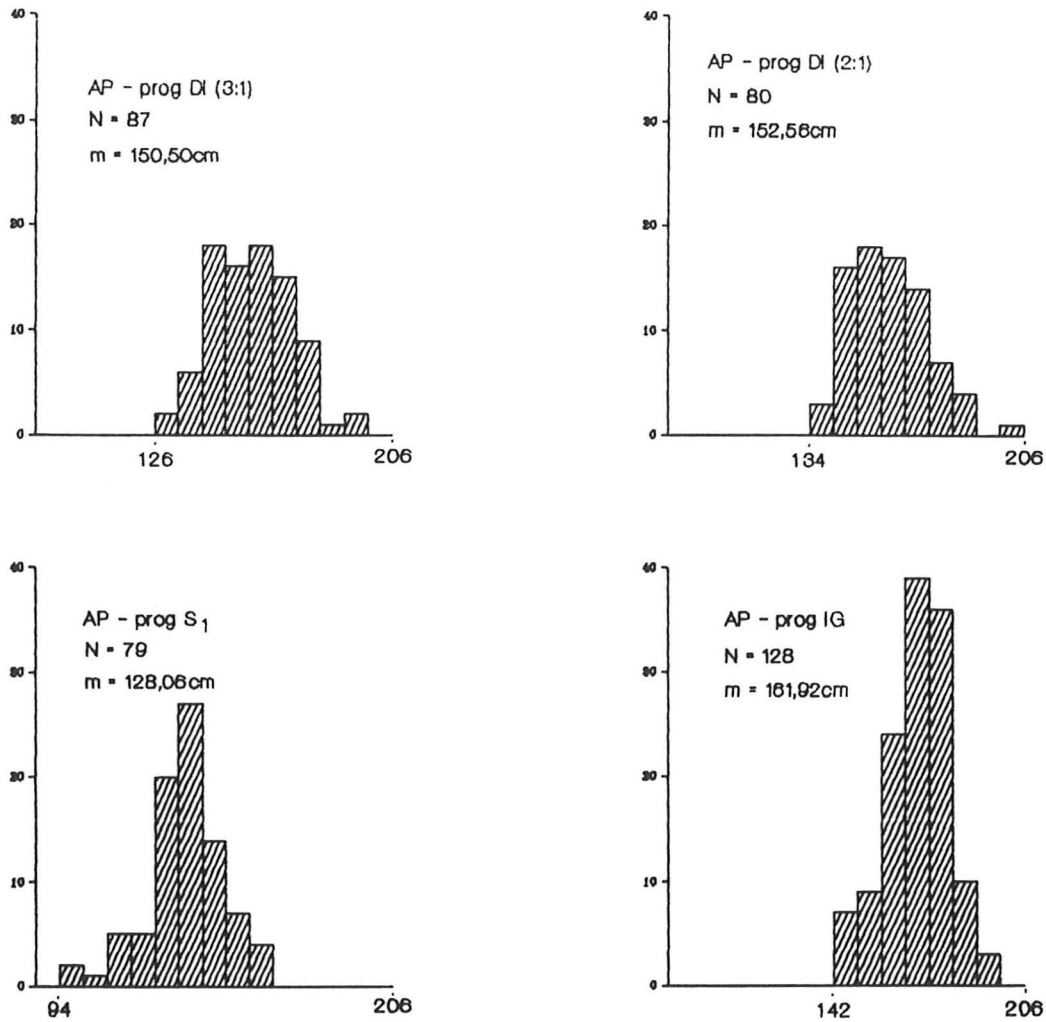 40
30
20
10
0
AP - prog DI (3:1)
N = 87
m = 150,50cm
126
206
40
30
20
10
0
AP - prog DI (2:1)
N = 80
m = 152,56cm
134
206
40
30
20
10
0
AP - prog S1
N = 79
m = 128,06cm
94
206
40
30
20
10
0
AP - prog IG
N = 128
m = 161,92cm
142
206